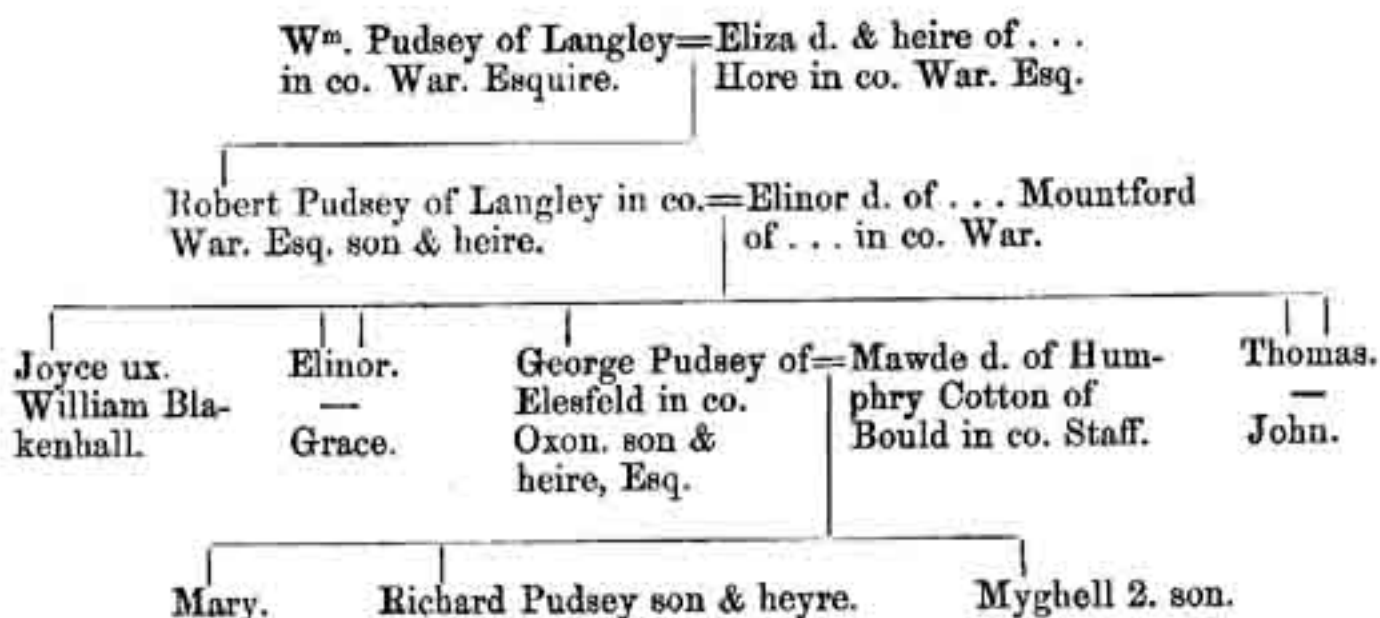 Wᵐ. Pudsey of Langley=Eliza d. & heire of . . .
in co. War. Esquire. Hore in co. War. Esq.
Robert Pudsey of Langley in co.=Elinor d. of . . . Mountford
War. Esq. son & heire. of . . . in co. War.
Joyce ux.
William Bla-
kenhall.
Elinor.
—
Grace.
George Pudsey of=
Elesfeld in co.
Oxon. son &
heire, Esq.
Mawde d. of Hum-
phry Cotton of
Bould in co. Staff.
Thomas.
—
John.
Mary. Richard Pudsey son & heyre. Myghell 2. son.